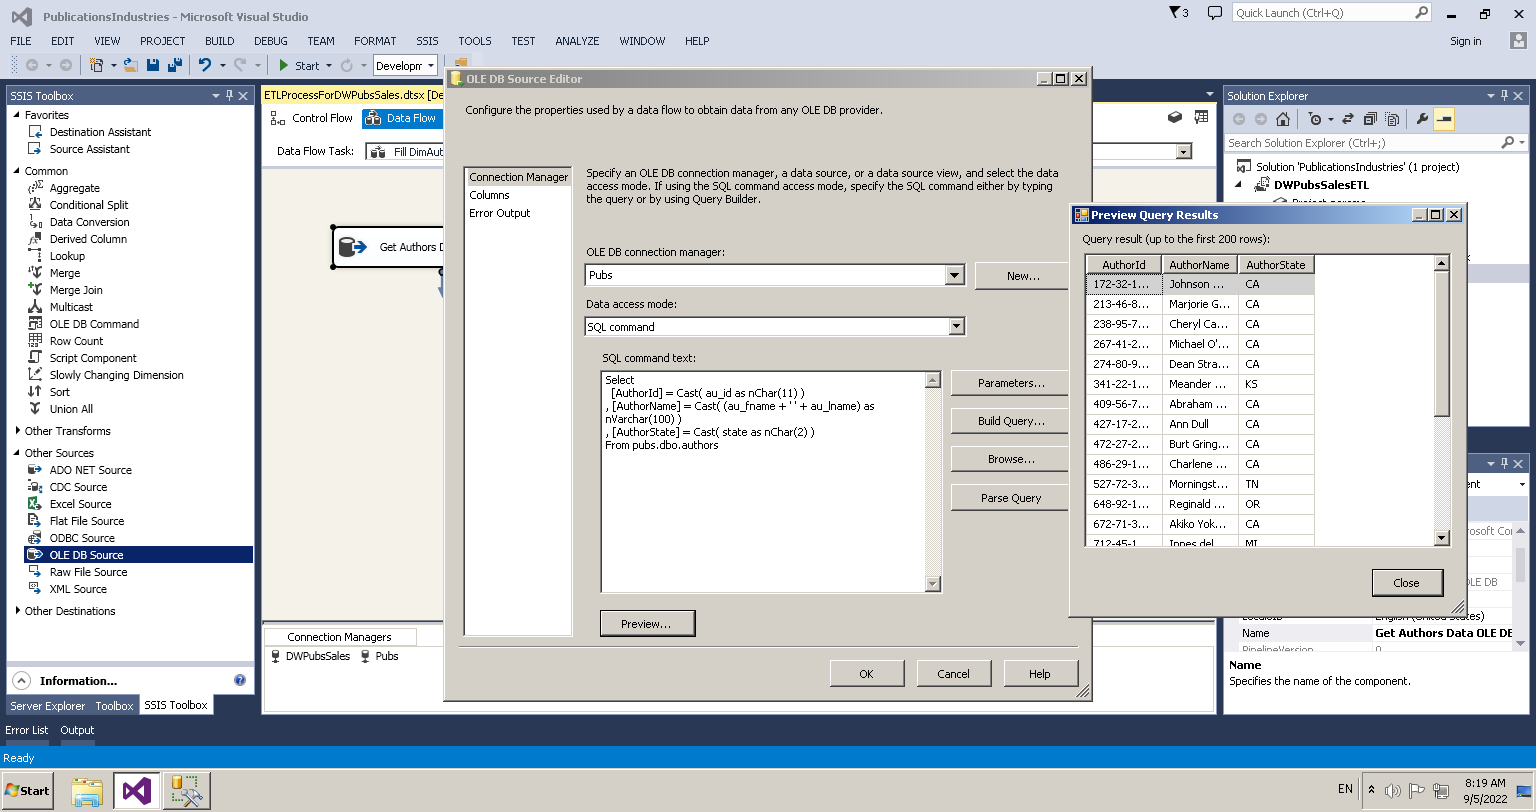 PublicationsIndustries - Microsoft Visual Studio
3
Quick Launch (Ctrl+Q)
FILE EDIT VIEW PROJECT BUILD DEBUG TEAM FORMAT SSIS TOOLS TEST ANALYZE WINDOW HELP
Sign in
Start
Developm
SSIS Toolbox
Favorites
Destination Assistant
Source Assistant
Common
Aggregate
Conditional Split
Data Conversion
Derived Column
Lookup
Merge
Merge Join
Multicast
OLE DB Command
Row Count
Script Component
Slowly Changing Dimension
Sort
Union All
Other Transforms
Other Sources
ADO NET Source
CDC Source
Excel Source
Flat File Source
ODBC Source
OLE DB Source
Raw File Source
XML Source
Other Destinations
Information...
Server Explorer Toolbox SSIS Toolbox
ETLProcessForDWPubsSales.dtsx [De
Control Flow
Data Flow
Data Flow Task:
Fill DimAut
Get Authors D
Connection Managers
DWPubsSales
Pubs
OLE DB Source Editor
Configure the properties used by a data flow to obtain data from any OLE DB provider.
Connection Manager
Columns
Error Output
Specify an OLE DB connection manager, a data source, or a data source view, and select the data
access mode. If using the SQL command access mode, specify the SQL command either by typing
the query or by using Query Builder.
OLE DB connection manager:
Pubs
New...
Data access mode:
SQL command
SQL command text:
Select
[AuthorId] = Cast( au_id as nChar(11) )
, [AuthorName] = Cast( (au_fname + ' ' + au_lname) as
nVarchar(100) )
, [AuthorState] = Cast( state as nChar(2) )
From pubs.dbo.authors
Parameters...
Build Query...
Browse...
Parse Query
Preview...
OK
Cancel
Help
Solution Explorer
Search Solution Explorer (Ctrl+;)
Solution 'PublicationsIndustries' (1 project)
DWPubsSalesETL
Project.params
Preview Query Results
Query result (up to the first 200 rows):
AuthorId AuthorName AuthorState
172-32-1... Johnson ... CA
213-46-8... Marjorie G... CA
238-95-7... Cheryl Ca... CA
267-41-2... Michael O'... CA
274-80-9... Dean Stra... CA
341-22-1... Meander ... KS
409-56-7... Abraham ... CA
427-17-2... Ann Dull CA
472-27-2... Burt Gring... CA
486-29-1... Charlene ... CA
527-72-3... Morningst... TN
648-92-1... Reginald ... OR
672-71-3... Akiko Yok... CA
712-45-1... Innes del ... MI
Close
ent
rosoft Cor
OLE DB
LocaleID English (United States)
Name Get Authors Data OLE DB
PipelineVersion 0
Name
Specifies the name of the component.
Error List Output
Ready
Start
EN
8:19 AM
9/5/2022